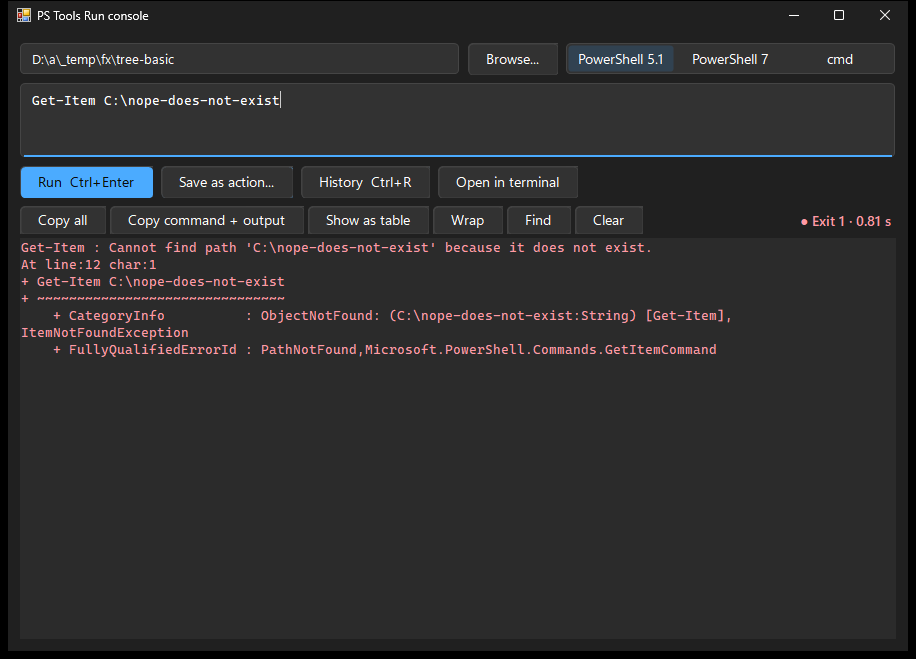 PS Tools Run console
D:\a\_temp\fx\tree-basic Browse... PowerShell 5.1 PowerShell 7 cmd
Get-Item C:\nope-does-not-exist
Run Ctrl+Enter Save as action... History Ctrl+R Open in terminal
Copy all Copy command + output Show as table Wrap Find Clear ● Exit 1 · 0.81 s
Get-Item : Cannot find path 'C:\nope-does-not-exist' because it does not exist.
At line:12 char:1
+ Get-Item C:\nope-does-not-exist
+ ~~~~~~~~~~~~~~~~~~~~~~~~~~~~~~~
    + CategoryInfo          : ObjectNotFound: (C:\nope-does-not-exist:String) [Get-Item],
ItemNotFoundException
    + FullyQualifiedErrorId : PathNotFound,Microsoft.PowerShell.Commands.GetItemCommand